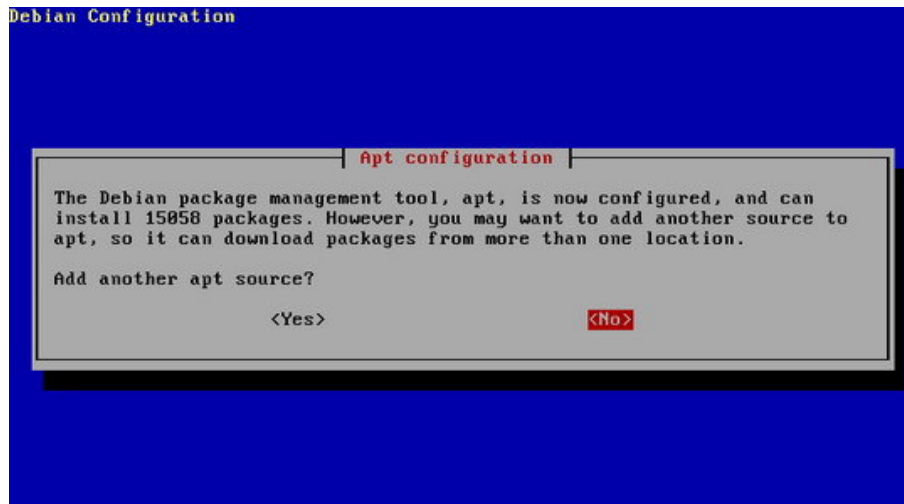 Debian Configuration
Apt configuration
The Debian package management tool, apt, is now configured, and can
install 15058 packages. However, you may want to add another source to
apt, so it can download packages from more than one location.
Add another apt source?
<Yes> <No>